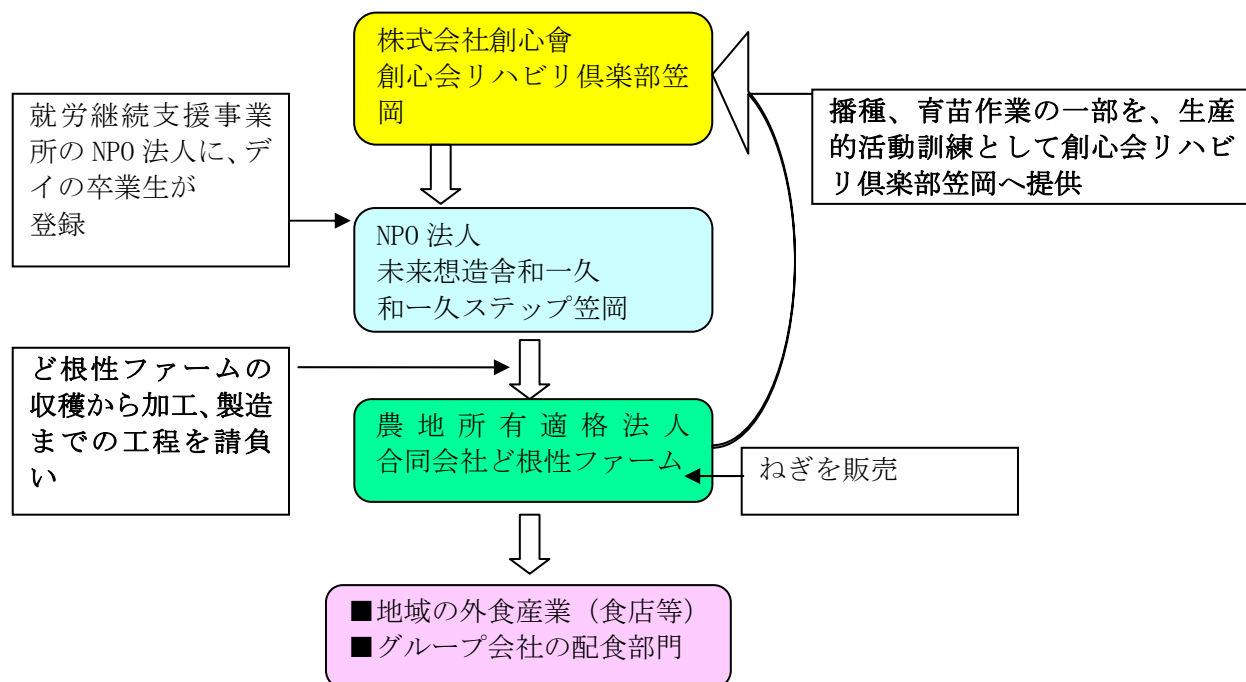 株式会社創心會
創心会リハビリ倶楽部笠
岡
就労継続支援事業
所の NPO 法人に、デ
イの卒業生が
登録
播種、育苗作業の一部を、生産
的活動訓練として創心会リハビ
リ倶楽部笠岡へ提供
NPO 法人
未来想造舎和一久
和一久ステップ笠岡
ど根性ファームの
収穫から加工、製造
までの工程を請負
い
農地所有適格法人
合同会社ど根性ファーム
ねぎを販売
■地域の外食産業（食店等）
■グループ会社の配食部門